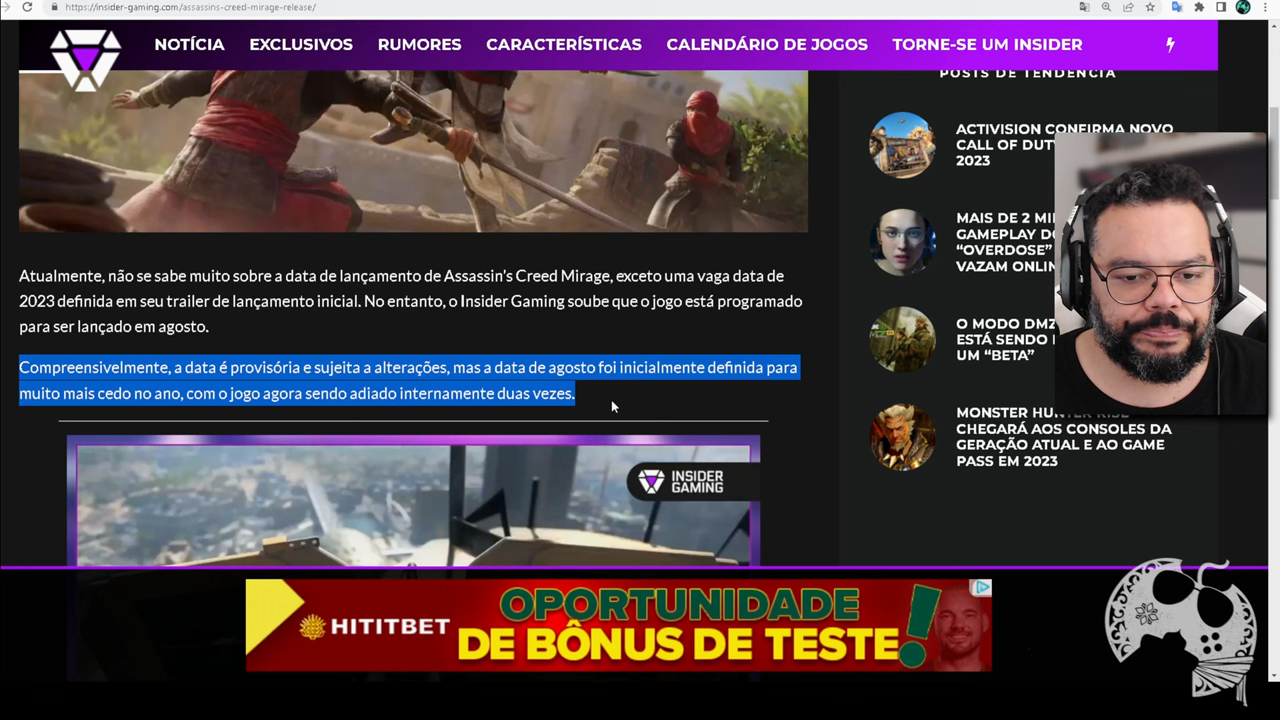 https://insider-gaming.com/assassins-creed-mirage-release/
NOTÍCIA EXCLUSIVOS RUMORES CARACTERÍSTICAS CALENDÁRIO DE JOGOS TORNE-SE UM INSIDER
POSTS DE TENDÊNCIA
ACTIVISION CONFIRMA NOVO
CALL OF
2023
MAIS DE 2
GAMEPLAY
"OVERDOSE"
VAZAM
O MODO DMZ
ESTÁ SENDO
UM "BETA"
MONSTER HUNTER RISE
CHEGARÁ AOS CONSOLES DA
GERAÇÃO ATUAL E AO GAME
PASS EM 2023
Atualmente, não se sabe muito sobre a data de lançamento de Assassin's Creed Mirage, exceto uma vaga data de
2023 definida em seu trailer de lançamento inicial. No entanto, o Insider Gaming soube que o jogo está programado
para ser lançado em agosto.
Compreensivelmente, a data é provisória e sujeita a alterações, mas a data de agosto foi inicialmente definida para
muito mais cedo no ano, com o jogo agora sendo adiado internamente duas vezes.
INSIDER
GAMING
HITITBET
OPORTUNIDADE
DE BÔNUS DE TESTE!